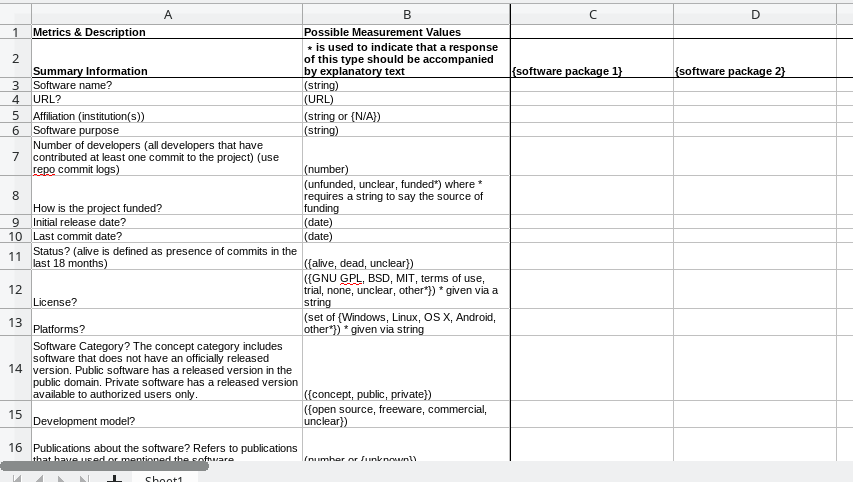 A B C D
1 Metrics & Description Possible Measurement Values
* is used to indicate that a response
of this type should be accompanied
2 Summary Information by explanatory text {software package 1} {software package 2}
3 Software name? (string)
4 URL? (URL)
5 Affiliation (institution(s)) (string or {N/A})
6 Software purpose (string)
Number of developers (all developers that have
contributed at least one commit to the project) (use
7 repo commit logs) (number)
(unfunded, unclear, funded*) where *
requires a string to say the source of
8 How is the project funded? funding
9 Initial release date? (date)
10 Last commit date? (date)
Status? (alive is defined as presence of commits in the
11 last 18 months) ({alive, dead, unclear})
({GNU GPL, BSD, MIT, terms of use,
trial, none, unclear, other*}) * given via a
12 License? string
(set of {Windows, Linux, OS X, Android,
13 Platforms? other*}) * given via string
Software Category? The concept category includes
software that does not have an officially released
version. Public software has a released version in the
public domain. Private software has a released version
14 available to authorized users only. ({concept, public, private})
({open source, freeware, commercial,
15 Development model? unclear})
16 Publications about the software? Refers to publications
that have used or mentioned the software. (number or {unknown})
Sheet1